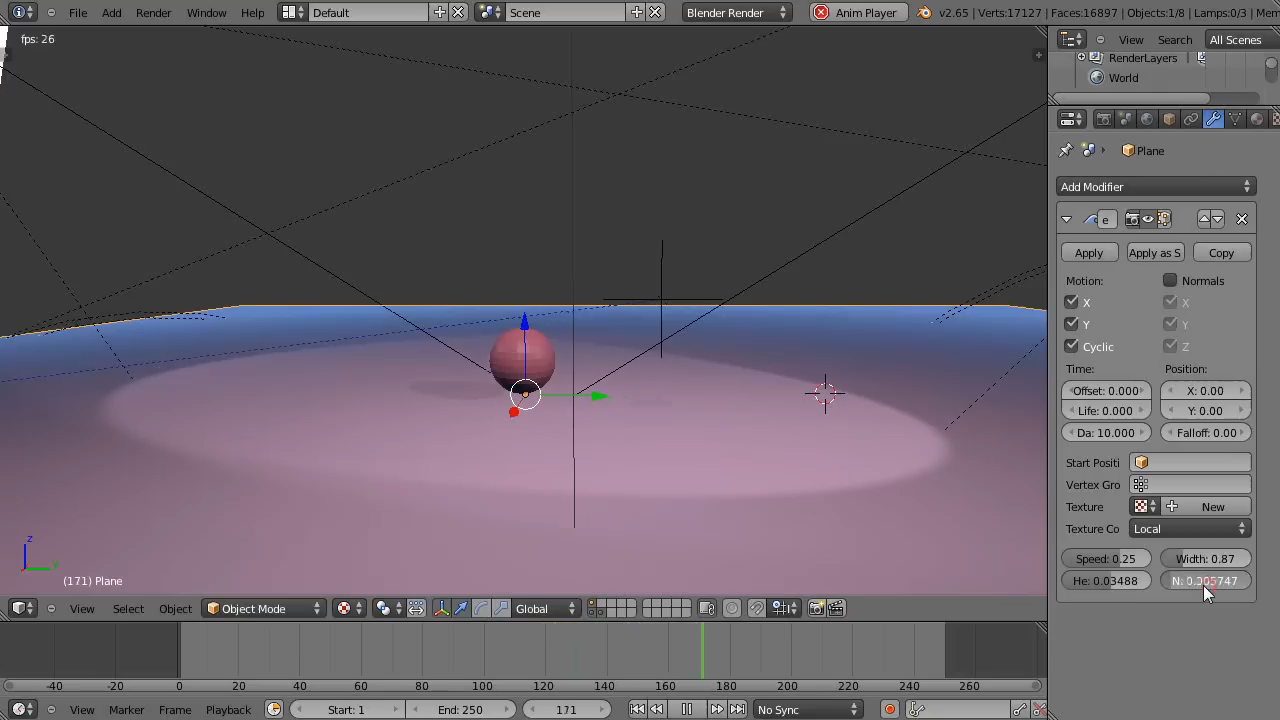 File Add Render Window Help Default Scene Blender Render Anim Player v2.65 | Verts:17127 | Faces:16897 | Objects:1/8 | Lamps:0/3 | Mem
fps: 26
View Search All Scenes
RenderLayers
World
Plane
Add Modifier
e
Apply Apply as S Copy
Motion: Normals
X X
Y Y
Cyclic Z
Time: Position:
Offset: 0.000 X: 0.00
Life: 0.000 Y: 0.00
Da: 10.000 Falloff: 0.00
Start Positi
Vertex Gro
Texture New
Texture Co Local
Speed: 0.25 Width: 0.87
He: 0.03488
z
y
(171) Plane
View Select Object Object Mode Global
-40 -20 0 20 40 60 80 100 120 140 160 180 200 220 240 260
View Marker Frame Playback Start: 1 End: 250 171 No Sync